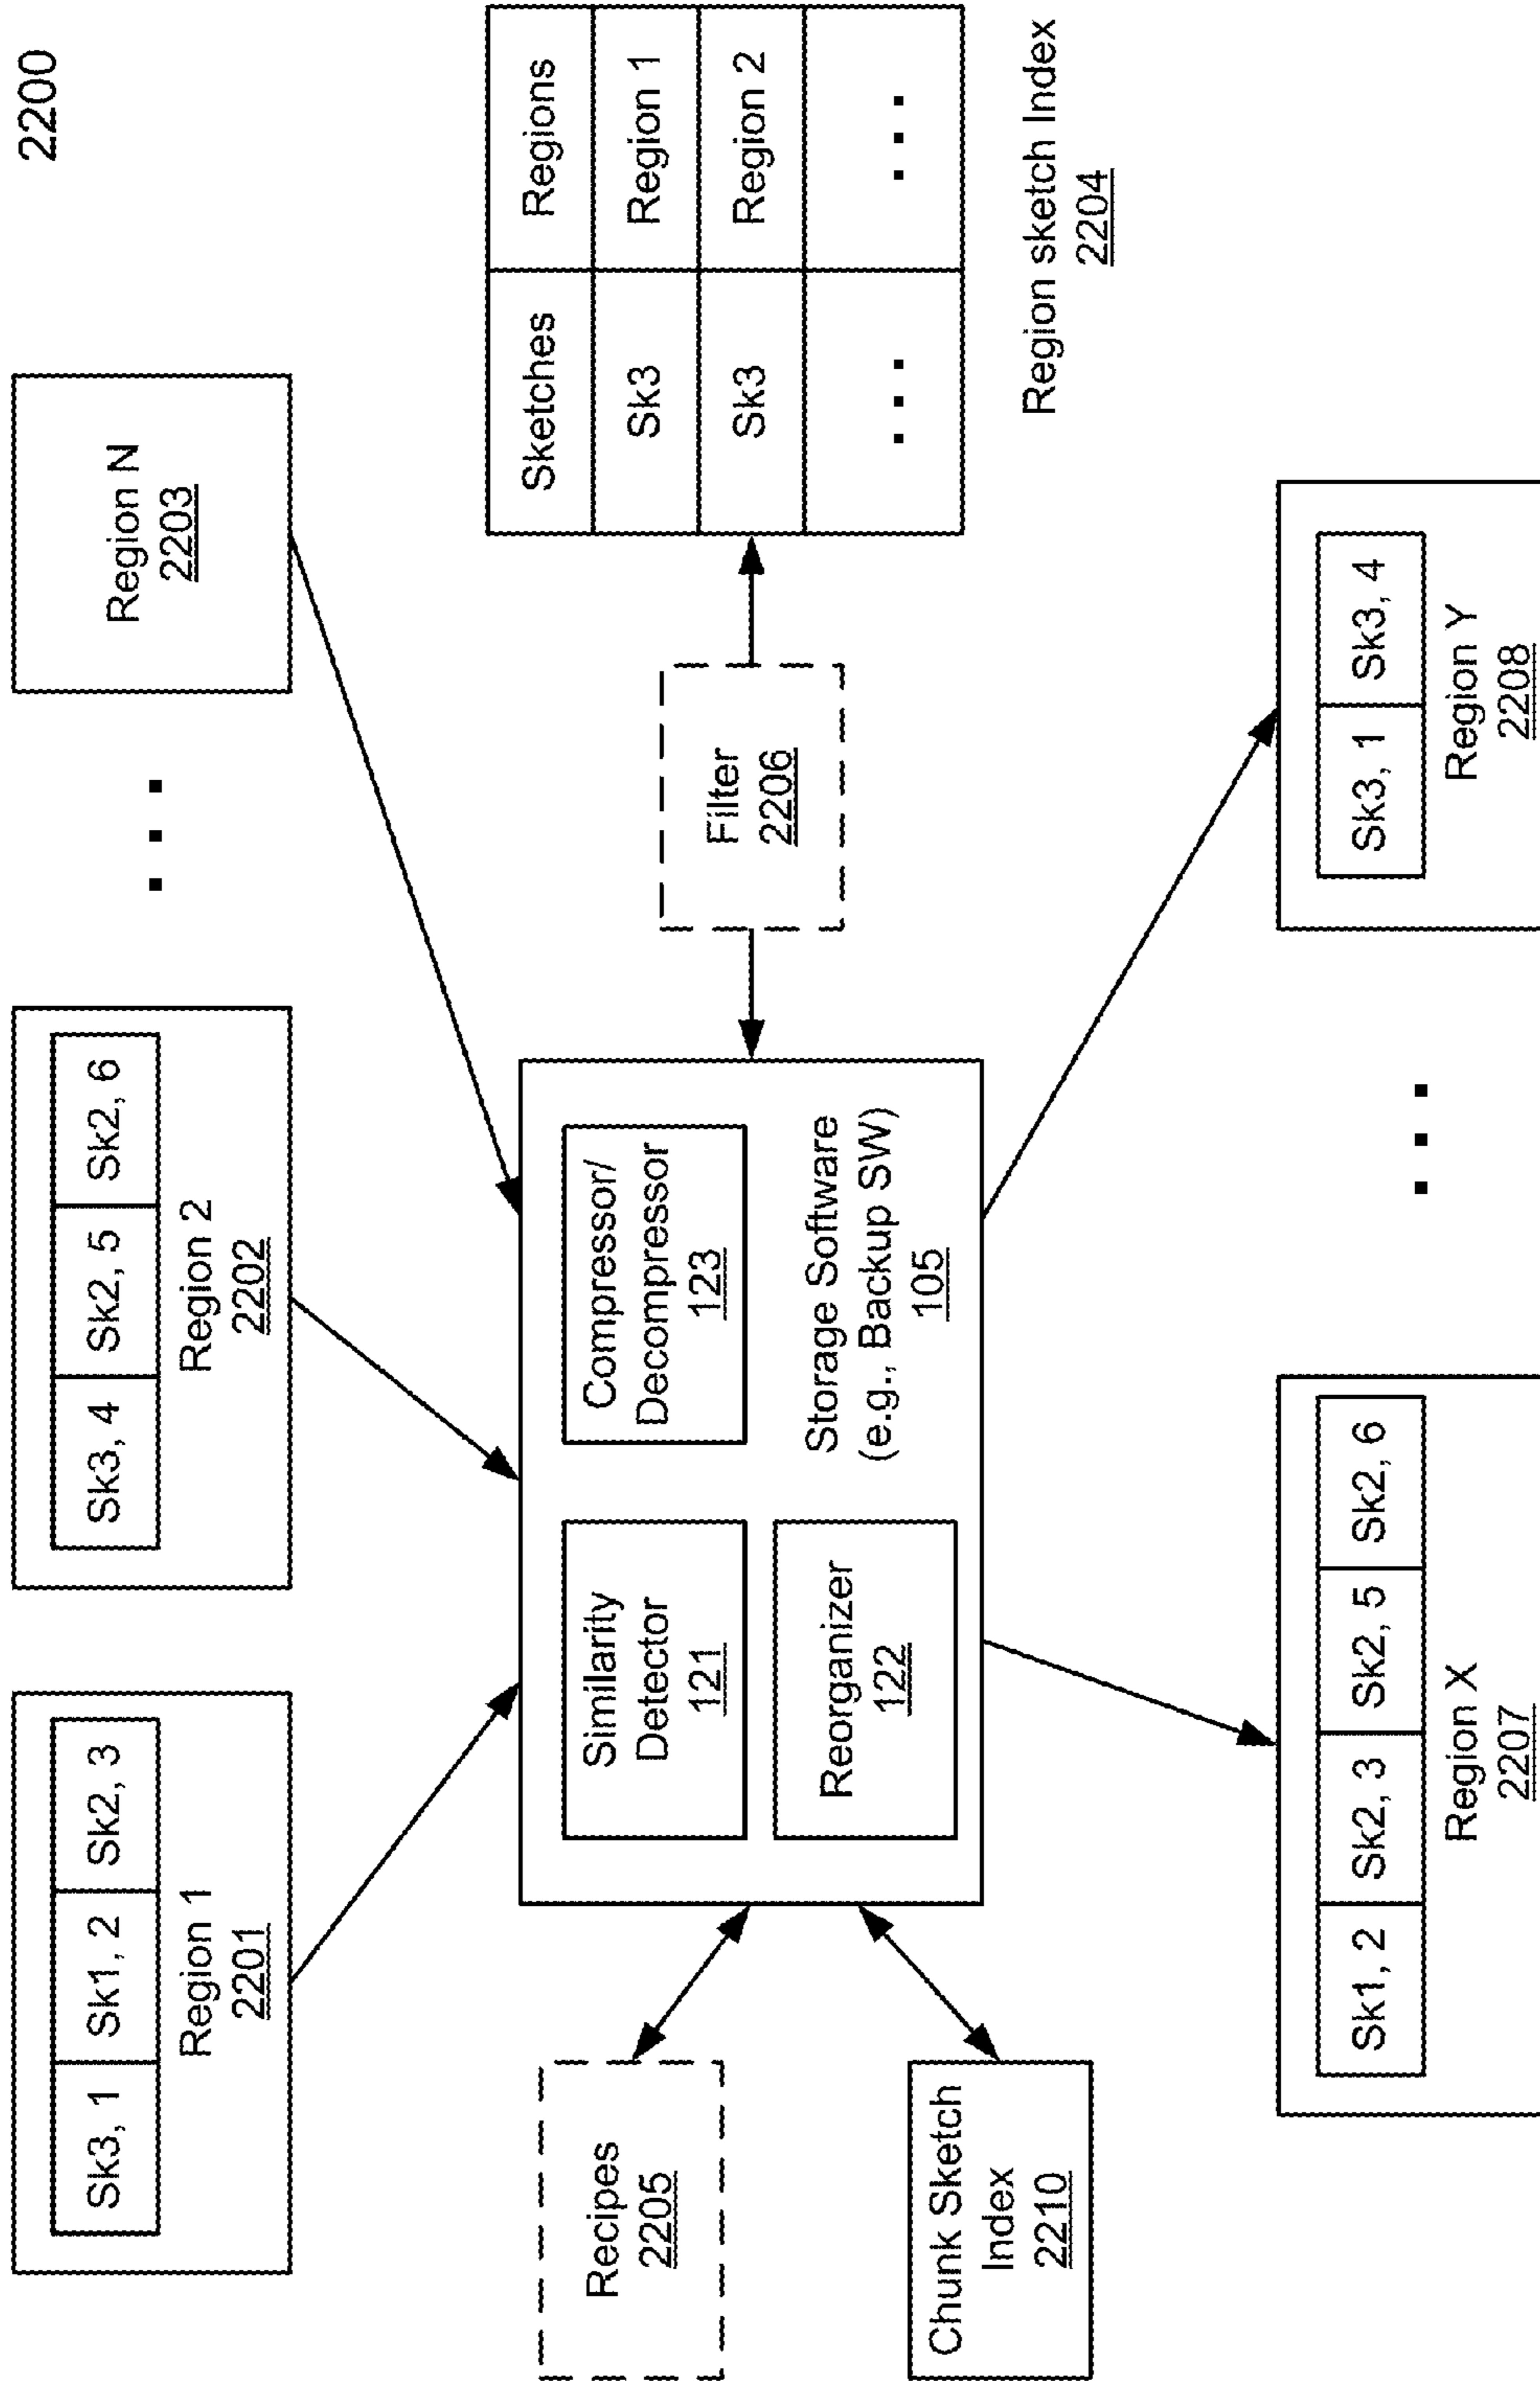 2200
Sk3, 1 Sk1, 2 Sk2, 3
Region 1
2201
Sk3, 4 Sk2, 5 Sk2, 6
Region 2
2202
. . .
Region N
2203
Recipes
2205
Chunk Sketch
Index
2210
Similarity
Detector
121
Compressor/
Decompressor
123
Reorganizer
122
Storage Software
(e.g., Backup SW)
105
Filter
2206
Sketches Regions
Sk3 Region 1
Sk3 Region 2
. . . . . .
Region sketch Index
2204
Sk1, 2 Sk2, 3 Sk2, 5 Sk2, 6
Region X
2207
. . .
Sk3, 1 Sk3, 4
Region Y
2208